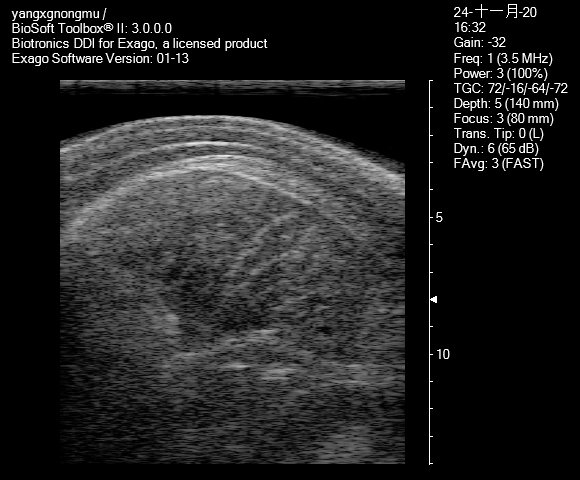 yangxgnongmu /
BioSoft Toolbox® II: 3.0.0.0
Biotronics DDI for Exago, a licensed product
Exago Software Version: 01-13
24-十一月-20
16:32
Gain: -32
Freq: 1 (3.5 MHz)
Power: 3 (100%)
TGC: 72/-16/-64/-72
Depth: 5 (140 mm)
Focus: 3 (80 mm)
Trans. Tip: 0 (L)
Dyn.: 6 (65 dB)
FAvg: 3 (FAST)
5
10